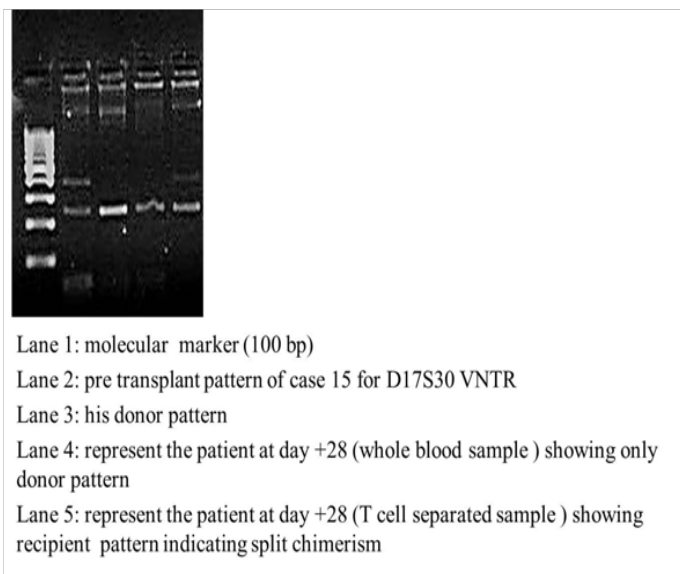 Lane 1: molecular marker (100 bp)
Lane 2: pre transplant pattern of case 15 for D17S30 VNTR
Lane 3: his donor pattern
Lane 4: represent the patient at day +28 (whole blood sample ) showing only
donor pattern
Lane 5: represent the patient at day +28 (T cell separated sample ) showing
recipient pattern indicating split chimerism